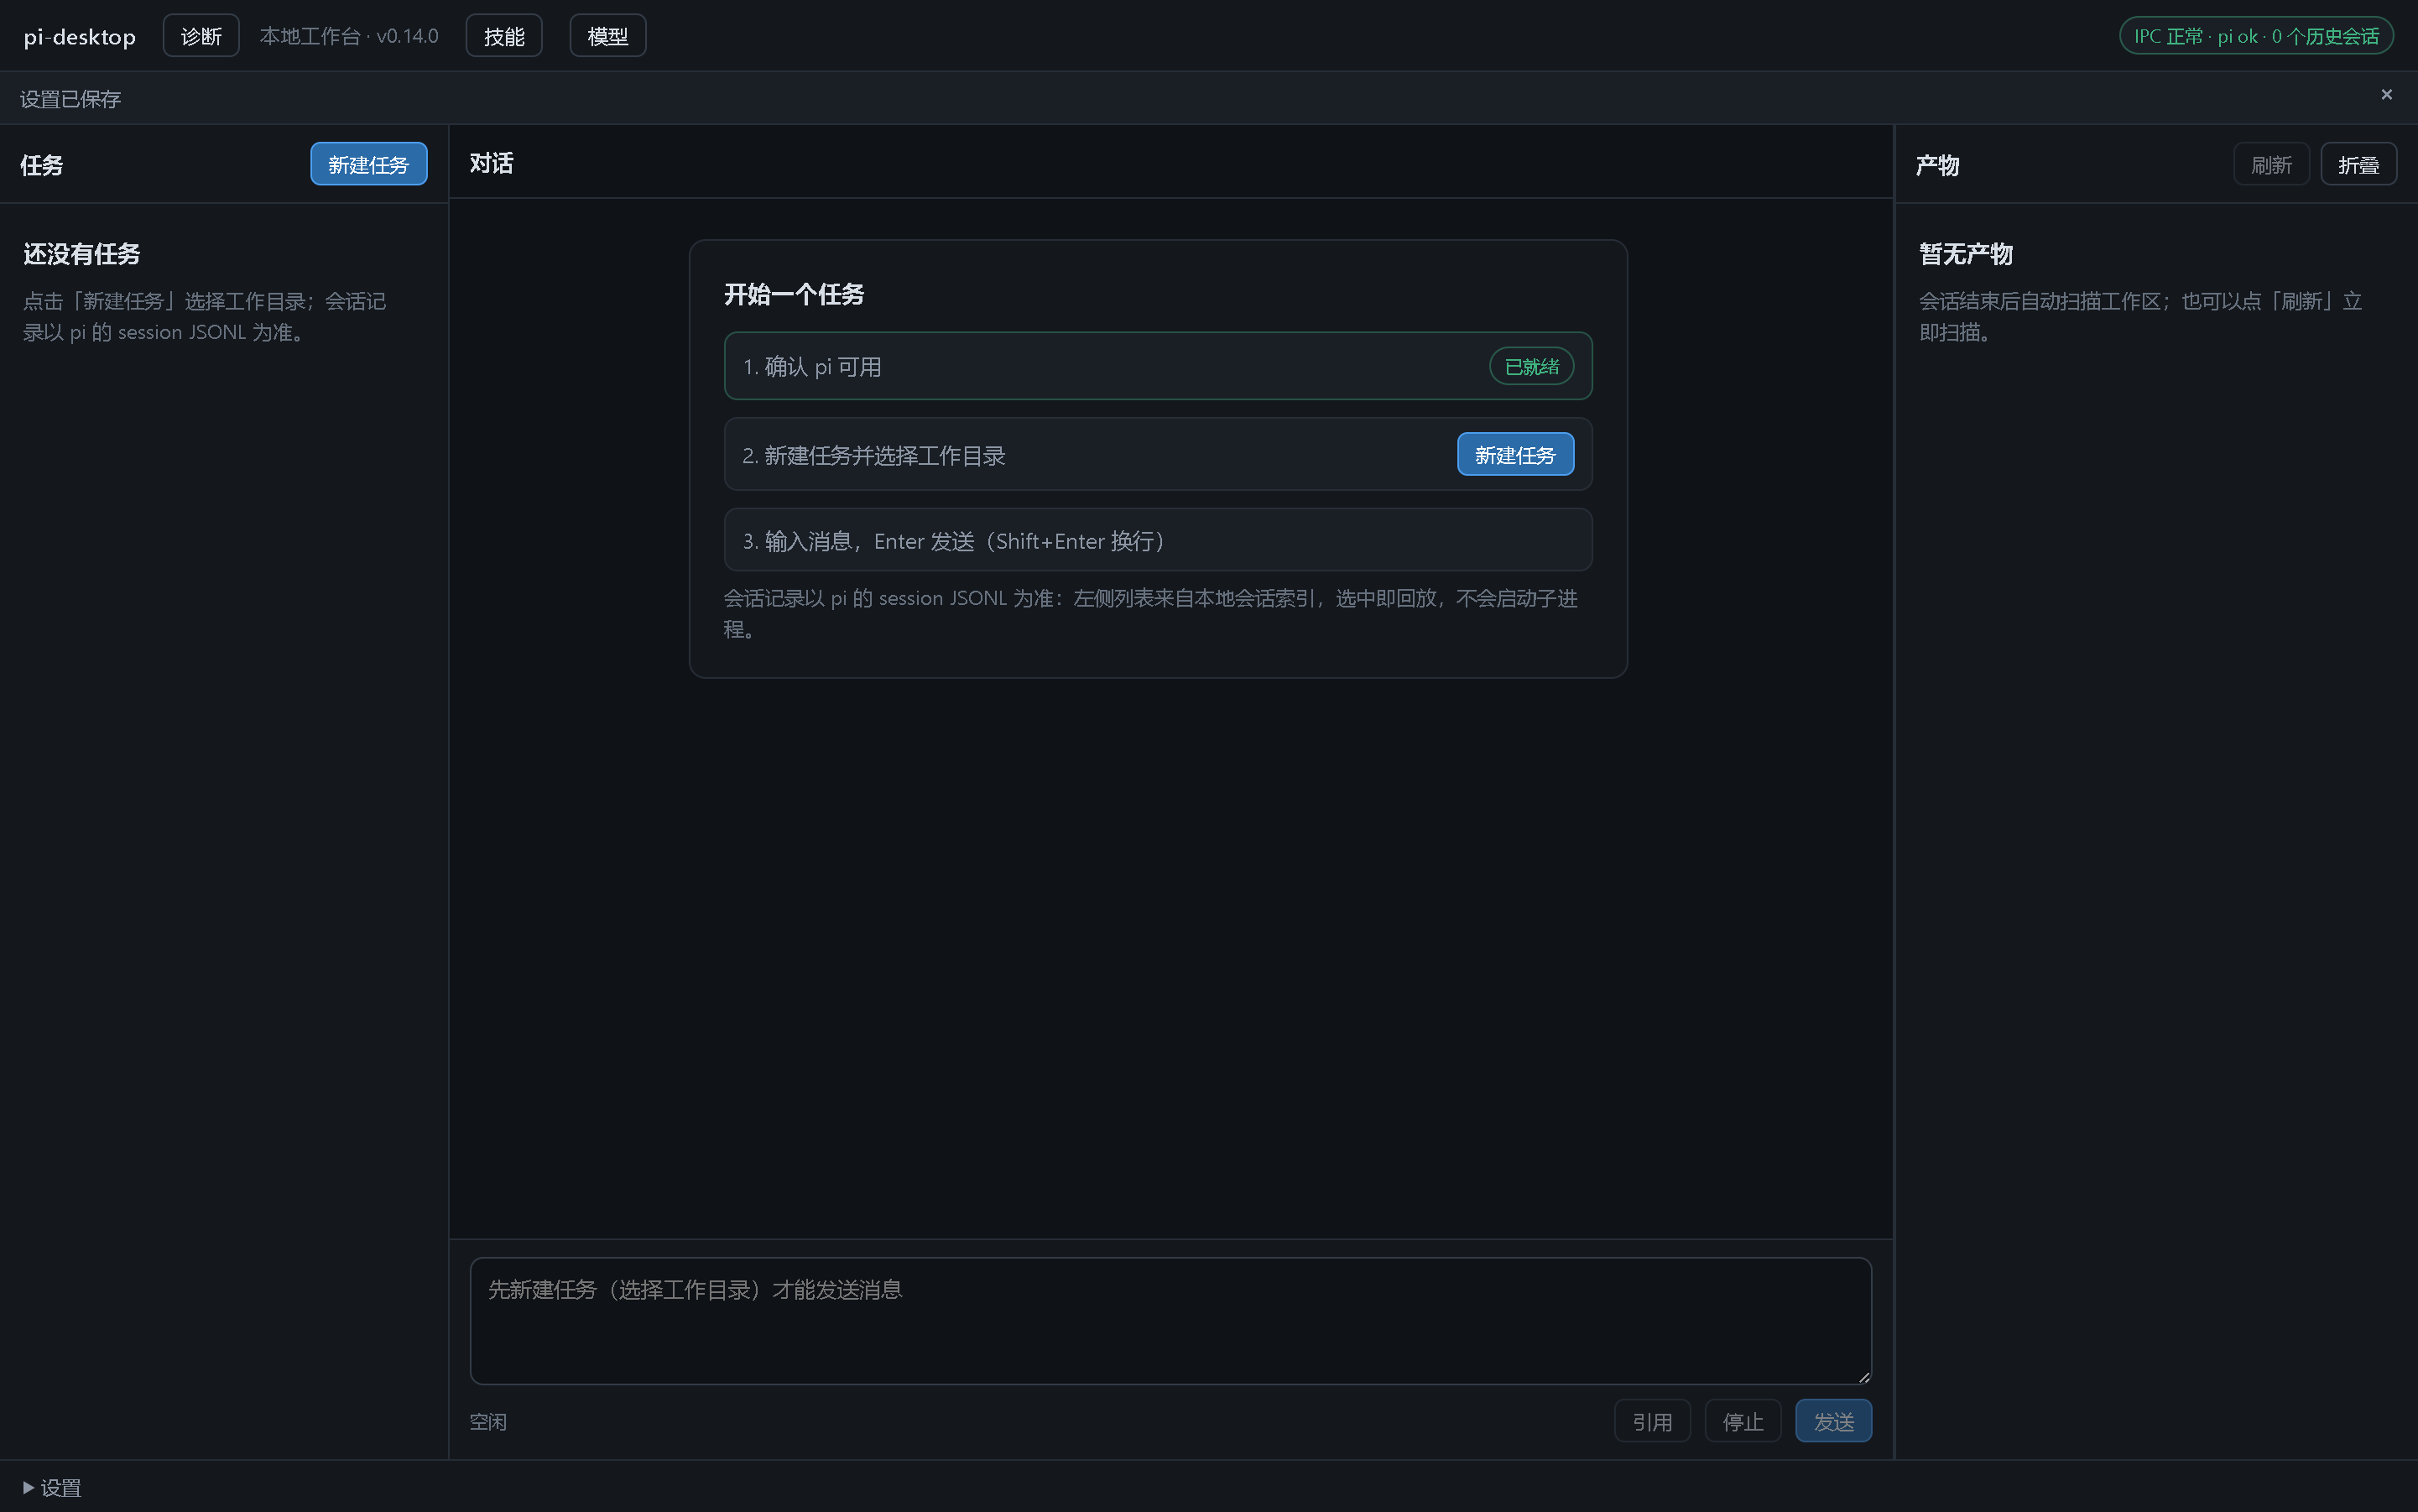 pi-desktop
诊断
本地工作台 · v0.14.0
技能
模型
IPC 正常 · pi ok · 0 个历史会话
设置已保存
×
任务
新建任务
还没有任务
点击「新建任务」选择工作目录；会话记
录以 pi 的 session JSONL 为准。
对话
开始一个任务
1. 确认 pi 可用
已就绪
2. 新建任务并选择工作目录
新建任务
3. 输入消息，Enter 发送（Shift+Enter 换行）
会话记录以 pi 的 session JSONL 为准：左侧列表来自本地会话索引，选中即回放，不会启动子进
程。
先新建任务（选择工作目录）才能发送消息
空闲
引用
停止
发送
产物
刷新
折叠
暂无产物
会话结束后自动扫描工作区；也可以点「刷新」立
即扫描。
设置